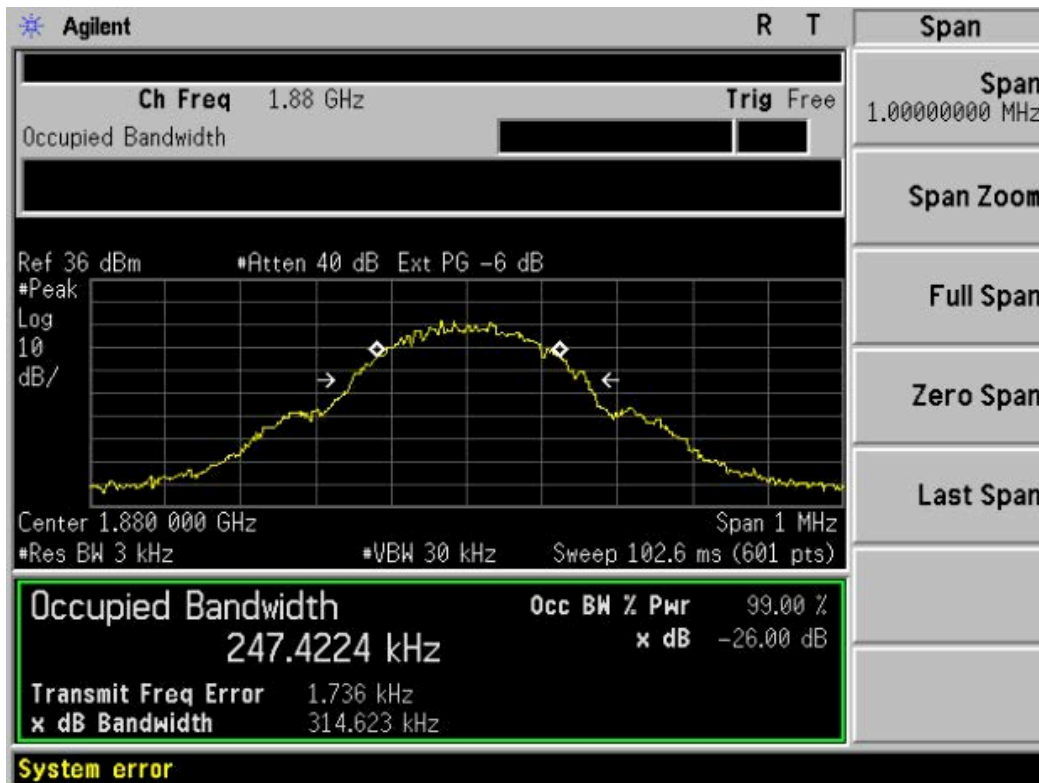 Agilent R T Span
Span
1.00000000 MHz
Ch Freq 1.88 GHz Trig Free
Occupied Bandwidth
Span Zoom
Ref 36 dBm #Atten 40 dB Ext PG -6 dB
#Peak
Log
10
dB/
Full Span
Zero Span
Last Span
Center 1.880 000 GHz Span 1 MHz
#Res BW 3 kHz #VBW 30 kHz Sweep 102.6 ms (601 pts)
Occupied Bandwidth Occ BW % Pwr 99.00 %
247.4224 kHz x dB -26.00 dB
Transmit Freq Error 1.736 kHz
x dB Bandwidth 314.623 kHz
System error